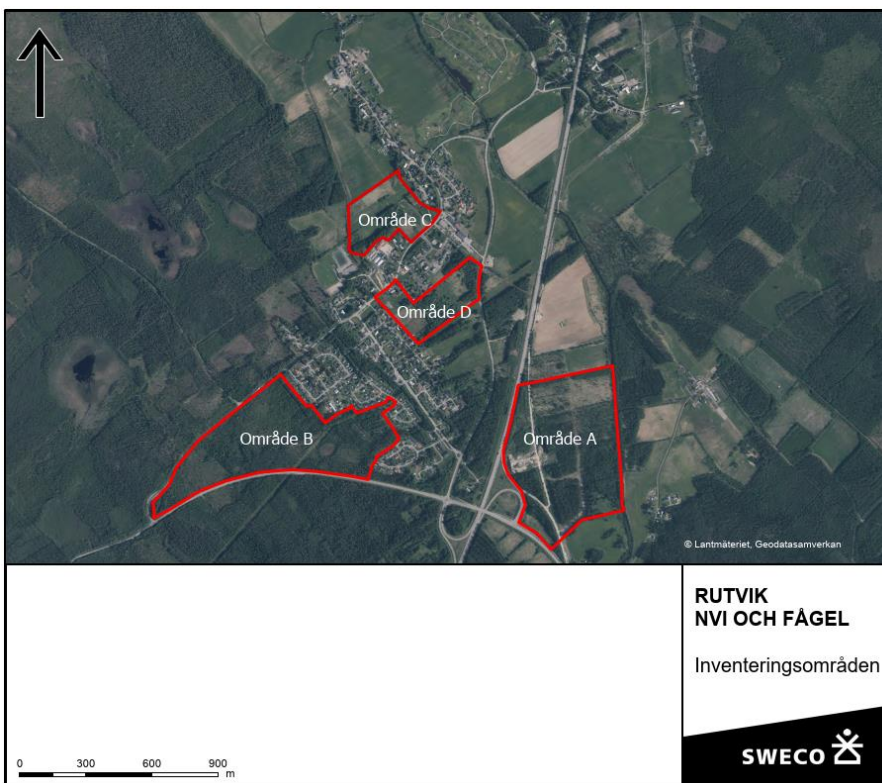 Område C
Område D
Område B
Område A
© Lantmäteriet, Geodatasamverkan
RUTVIK
NVI OCH FÅGEL
Inventeringsområden
0 300 600 900
m
SWECO